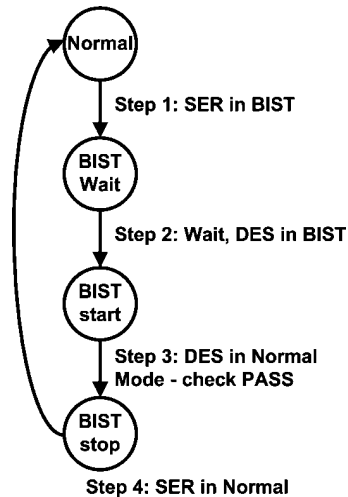 Normal
Step 1: SER in BIST
BIST
Wait
Step 2: Wait, DES in BIST
BIST
start
Step 3: DES in Normal
Mode - check PASS
BIST
stop
Step 4: SER in Normal